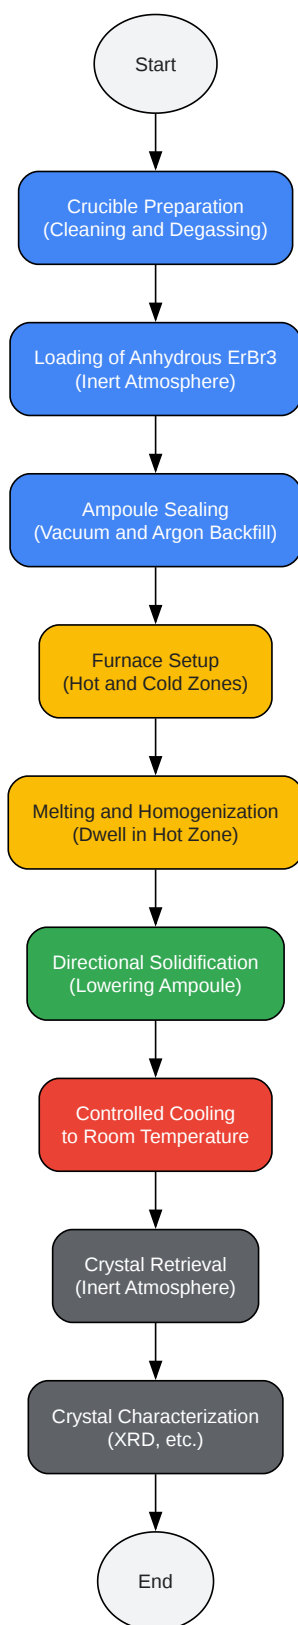 Start
Crucible Preparation
(Cleaning and Degassing)
Loading of Anhydrous ErBr3
(Inert Atmosphere)
Ampoule Sealing
(Vacuum and Argon Backfill)
Furnace Setup
(Hot and Cold Zones)
Melting and Homogenization
(Dwell in Hot Zone)
Directional Solidification
(Lowering Ampoule)
Controlled Cooling
to Room Temperature
Crystal Retrieval
(Inert Atmosphere)
Crystal Characterization
(XRD, etc.)
End